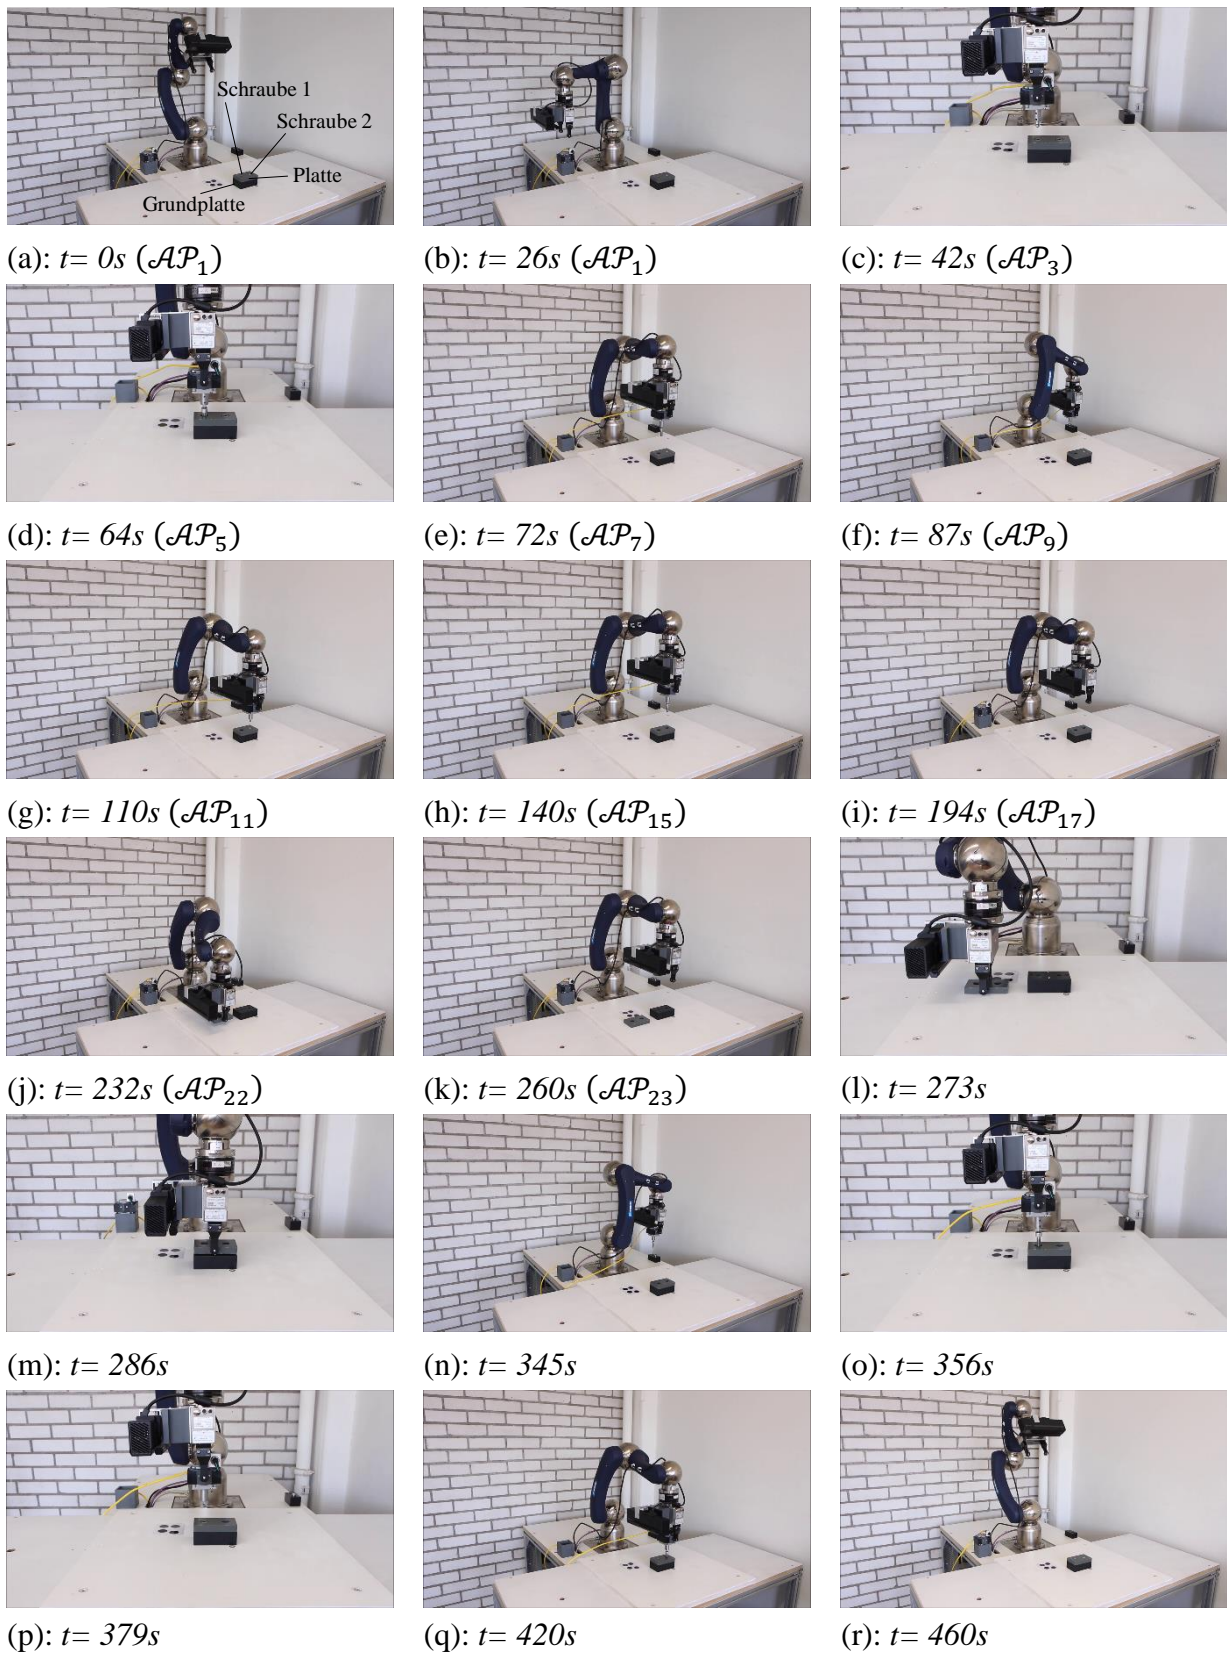 Schraube 1
Schraube 2
Platte
Grundplatte
(a): t= 0s (𝒜𝒫₁)
(b): t= 26s (𝒜𝒫₁)
(c): t= 42s (𝒜𝒫₃)
(d): t= 64s (𝒜𝒫₅)
(e): t= 72s (𝒜𝒫₇)
(f): t= 87s (𝒜𝒫₉)
(g): t= 110s (𝒜𝒫₁₁)
(h): t= 140s (𝒜𝒫₁₅)
(i): t= 194s (𝒜𝒫₁₇)
(j): t= 232s (𝒜𝒫₂₂)
(k): t= 260s (𝒜𝒫₂₃)
(l): t= 273s
(m): t= 286s
(n): t= 345s
(o): t= 356s
(p): t= 379s
(q): t= 420s
(r): t= 460s